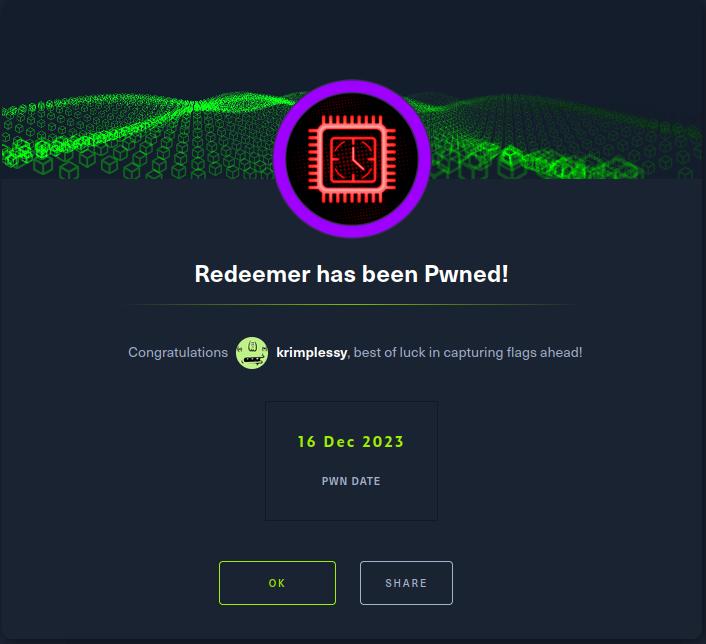 Redeemer has been Pwned!
Congratulations krimplessy, best of luck in capturing flags ahead!
16 Dec 2023
PWN DATE
OK SHARE